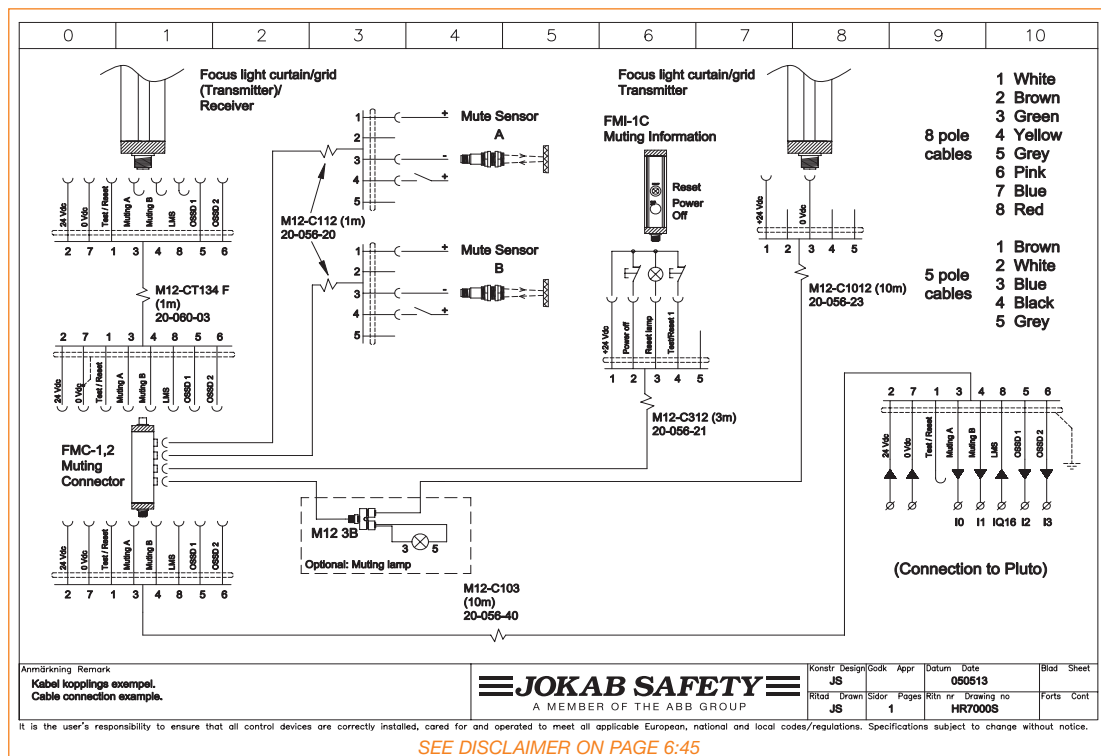 0 1 2 3 4 5 6 7 8 9 10
Focus light curtain/grid
(Transmitter)/
Receiver
24 Vdc
0 Vdc
Test / Reset
Muting A
Muting B
LMS
OSSD 1
OSSD 2
2 7 1 3 4 8 5 6
M12-CT134 F
(1m)
20-060-03
2 7 1 3 4 8 5 6
24 Vdc
0 Vdc
Test / Reset
Muting A
Muting B
LMS
OSSD 1
OSSD 2
FMC-1,2
Muting
Connector
24 Vdc
0 Vdc
Test / Reset
Muting A
Muting B
LMS
OSSD 1
OSSD 2
2 7 1 3 4 8 5 6
1
2
3
4
5
+
-
+
Mute Sensor
A
M12-C112 (1m)
20-056-20
1
2
3
4
5
+
-
+
Mute Sensor
B
M12 3B
3 5
Optional: Muting lamp
M12-C103
(10m)
20-056-40
Focus light curtain/grid
Transmitter
FMI-1C
Muting Information
Reset
Power
Off
+24 Vdc
Power off
Reset lamp
Test/Reset 1
1 2 3 4 5
M12-C312 (3m)
20-056-21
+24 Vdc
0 Vdc
1 2 3 4 5
M12-C1012 (10m)
20-056-23
8 pole
cables
1 White
2 Brown
3 Green
4 Yellow
5 Grey
6 Pink
7 Blue
8 Red
5 pole
cables
1 Brown
2 White
3 Blue
4 Black
5 Grey
2 7 1 3 4 8 5 6
24 Vdc
0 Vdc
Test / Reset
Muting A
Muting B
LMS
OSSD 1
OSSD 2
I0 I1 IQ16 I2 I3
(Connection to Pluto)
Anmärkning Remark
Kabel kopplings exempel.
Cable connection example.
JOKAB SAFETY
A MEMBER OF THE ABB GROUP
Konstr Design Godk Appr Datum Date Blad Sheet
JS 050513
Ritad Drawn Sidor Pages Ritn nr Drawing no Forts Cont
JS 1 HR7000S
It is the user's responsibility to ensure that all control devices are correctly installed, cared for and operated to meet all applicable European, national and local codes/regulations. Specifications subject to change without notice.
SEE DISCLAIMER ON PAGE 6:45